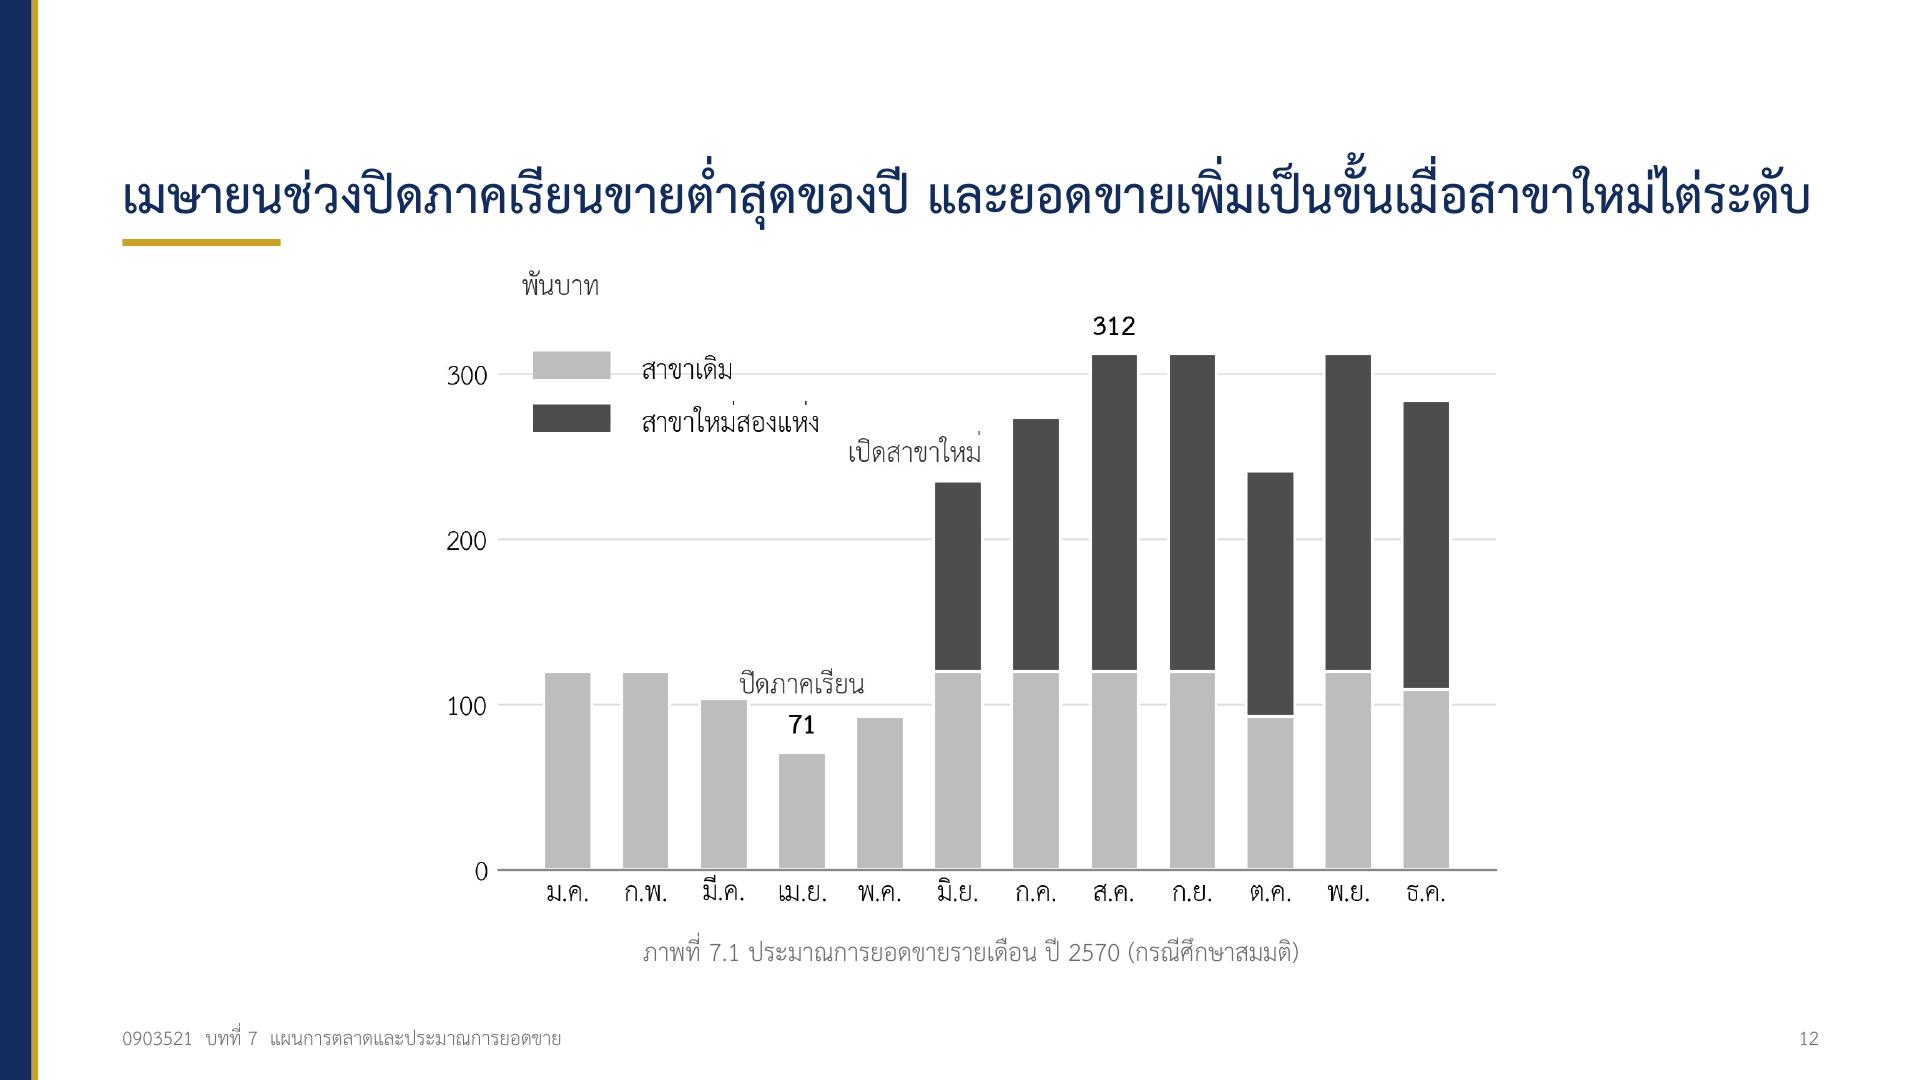 เมษายนช่วงปิดภาคเรียนขายต่ำสุดของปี และยอดขายเพิ่มเป็นขั้นเมื่อสาขาใหม่ไต่ระดับ
พันบาท
312
300
สาขาเดิม
สาขาใหม่สองแห่ง
เปิดสาขาใหม่
200
ปิดภาคเรียน
100
71
0
ม.ค. ก.พ. มี.ค. เม.ย. พ.ค. มิ.ย. ก.ค. ส.ค. ก.ย. ต.ค. พ.ย. ธ.ค.
ภาพที่ 7.1 ประมาณการยอดขายรายเดือน ปี 2570 (กรณีศึกษาสมมติ)
0903521 บทที่ 7 แผนการตลาดและประมาณการยอดขาย
12